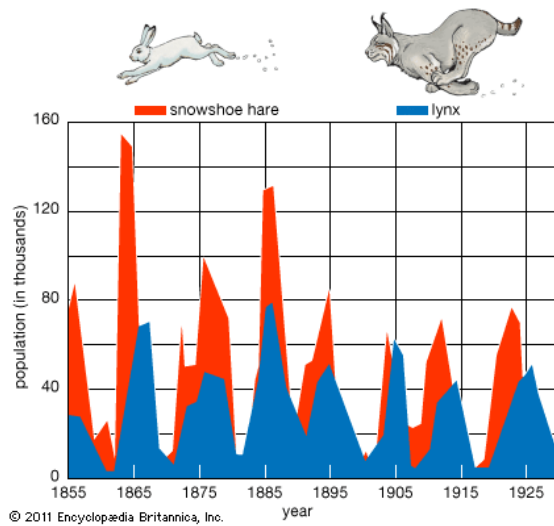 snowshoe hare
lynx
160
120
80
40
0
population (in thousands)
1855 1865 1875 1885 1895 1905 1915 1925
year
© 2011 Encyclopædia Britannica, Inc.